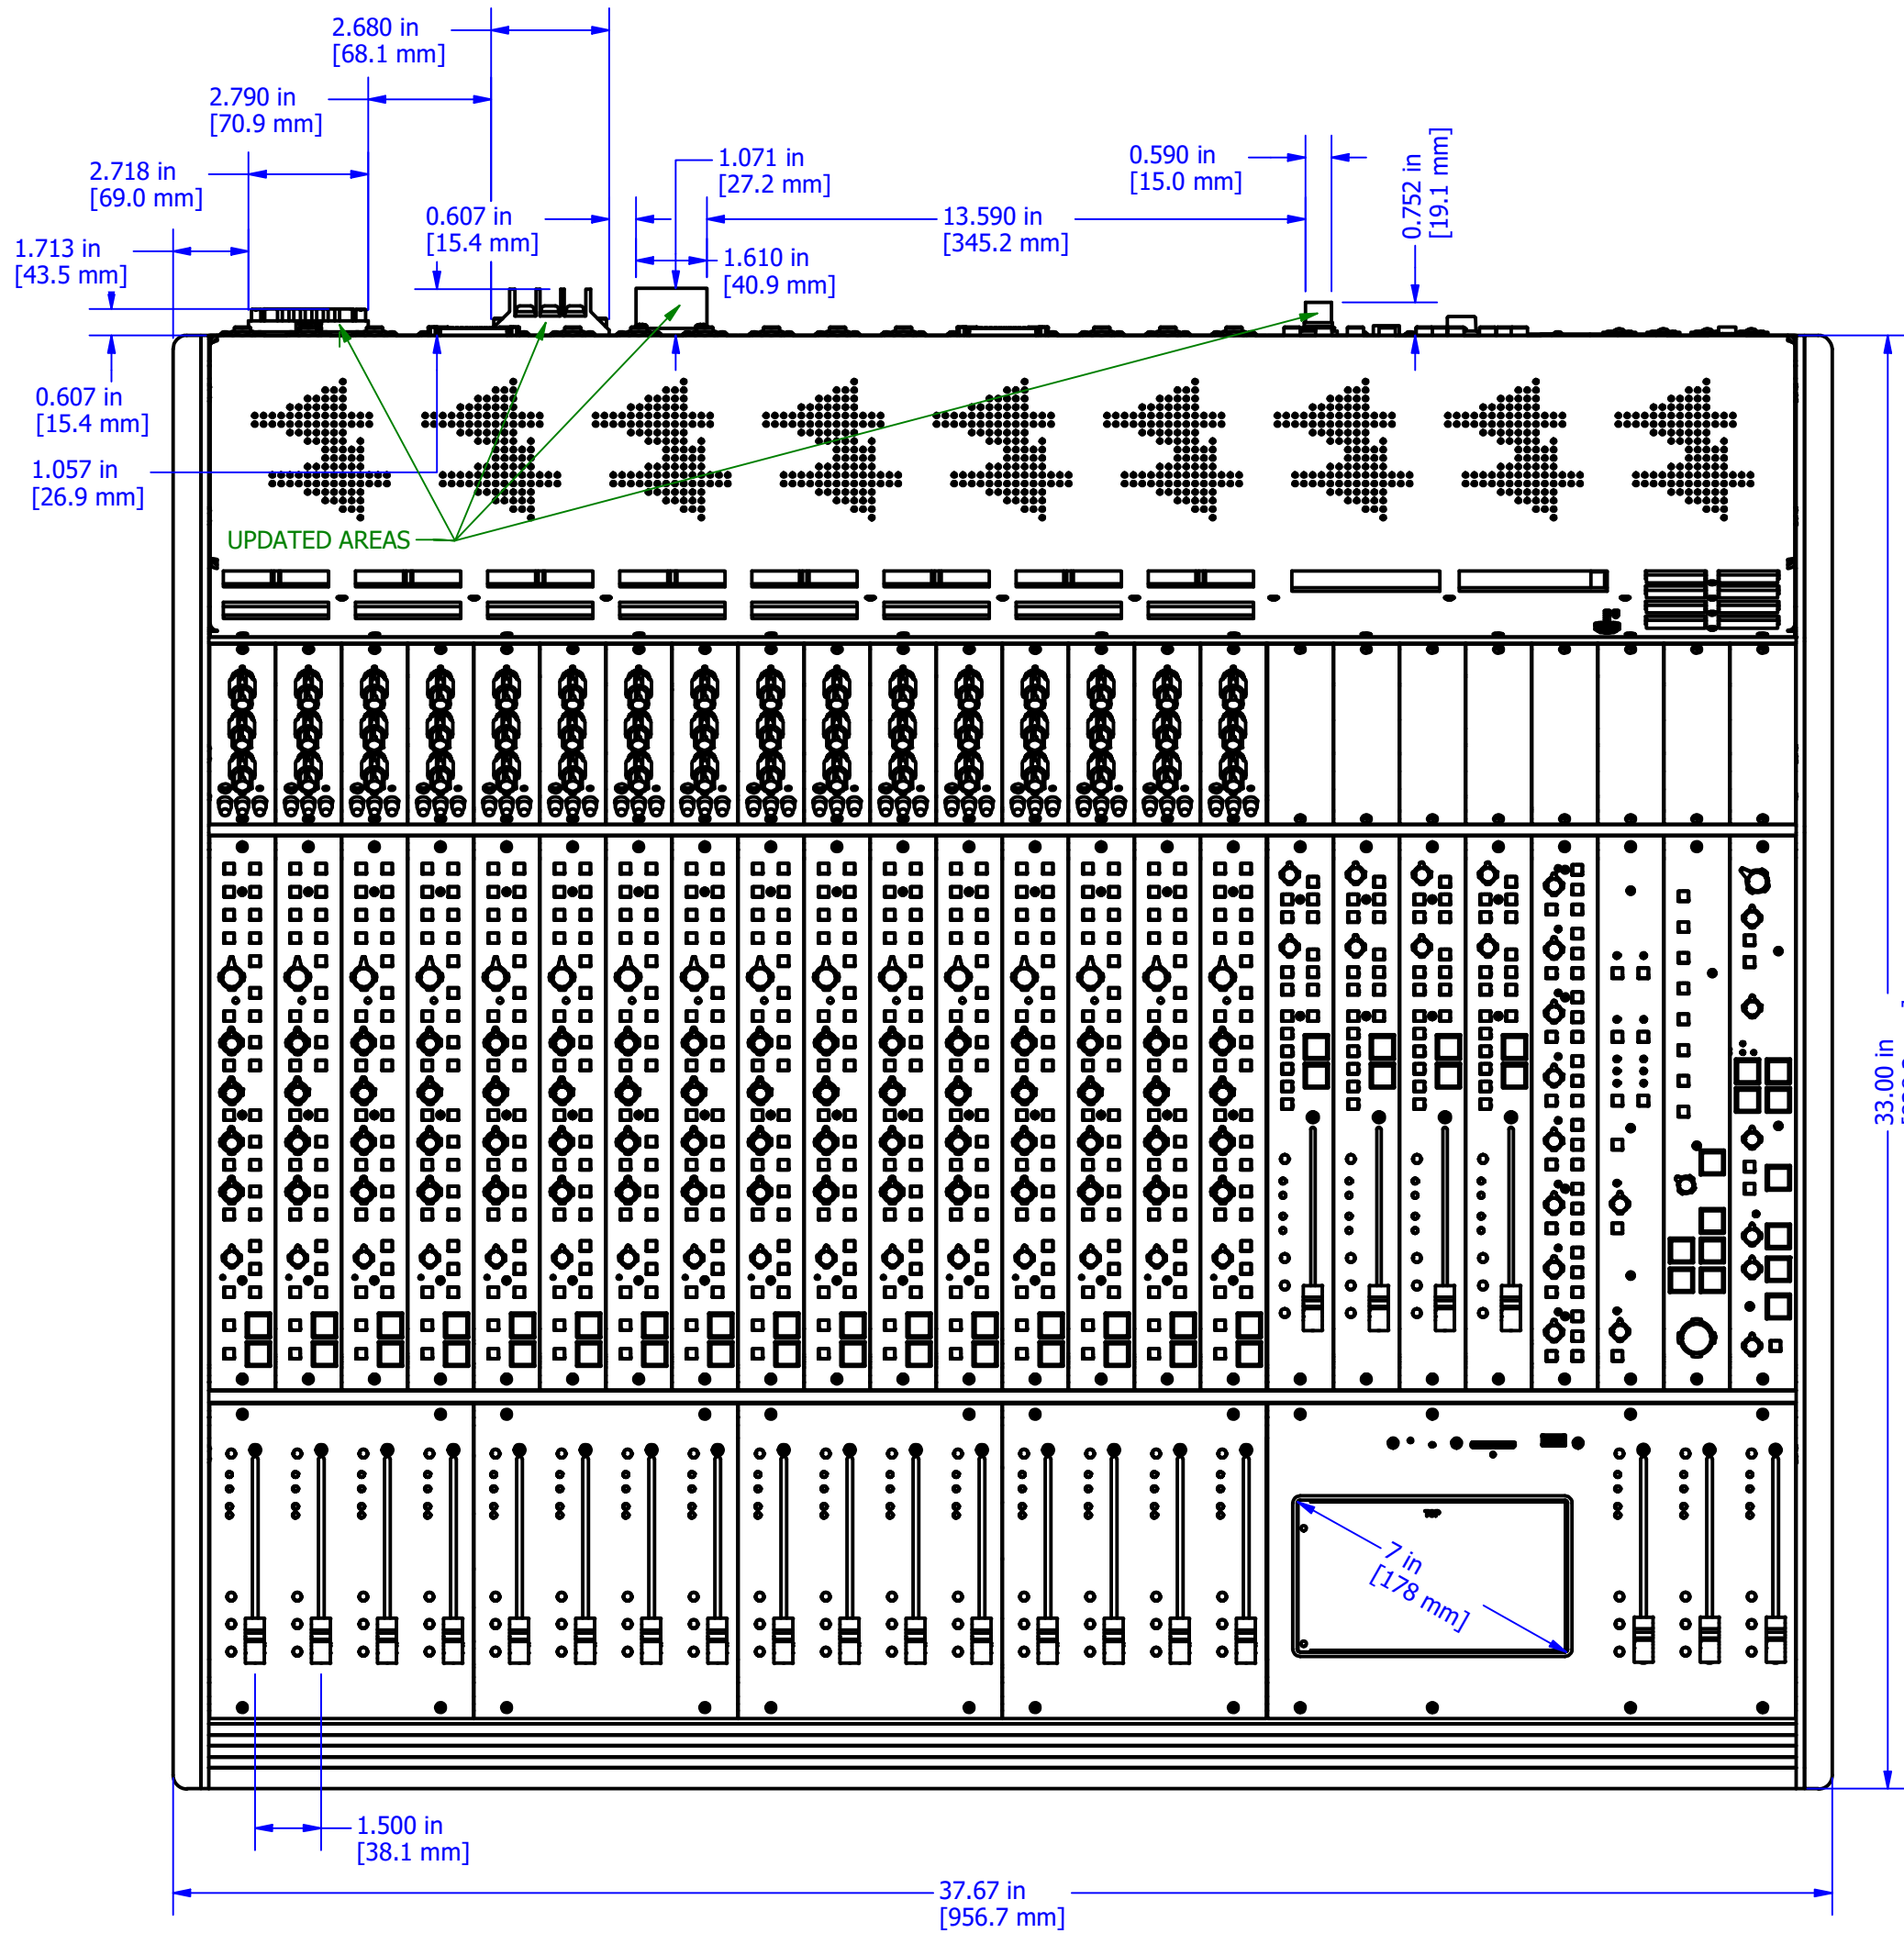 2.680 in
[68.1 mm]
2.790 in
[70.9 mm]
2.718 in
[69.0 mm]
1.713 in
[43.5 mm]
0.607 in
[15.4 mm]
1.071 in
[27.2 mm]
13.590 in
[345.2 mm]
1.610 in
[40.9 mm]
0.590 in
[15.0 mm]
0.752 in
[19.1 mm]
0.607 in
[15.4 mm]
1.057 in
[26.9 mm]
UPDATED AREAS
33.00 in
TOP
7 in
[178 mm]
1.500 in
[38.1 mm]
37.67 in
[956.7 mm]